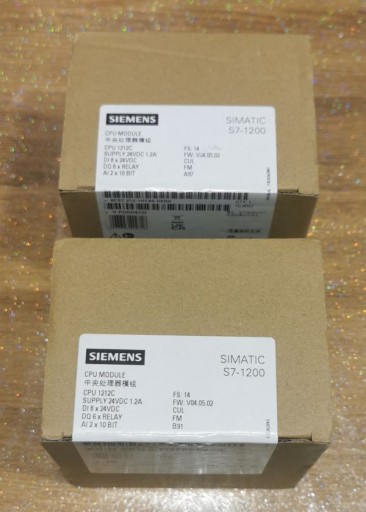 SIEMENS
SIMATIC
S7-1200
CPU MODULE
中央处理器模组
CPU 1212C
SUPPLY 24VDC 1.2A
DI 8 x 24VDC
DQ 6 x RELAY
AI 2 x 10 BIT
FS: 14
FW: V04.05.02
CUL
FM
A91
SIEMENS
SIMATIC
S7-1200
CPU MODULE
中央处理器模组
CPU 1212C
SUPPLY 24VDC 1.2A
DI 8 x 24VDC
DQ 6 x RELAY
AI 2 x 10 BIT
FS: 14
FW: V04.05.02
CUL
FM
B91